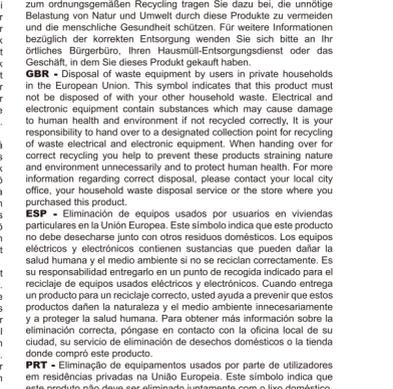 zum ordnungsgemäßen Recycling tragen Sie dazu bei, die unnötige
Belastung von Natur und Umwelt durch diese Produkte zu vermeiden
und die menschliche Gesundheit schützen. Für weitere Informationen
bezüglich der korrekten Entsorgung wenden Sie sich bitte an Ihr
örtliches Bürgerbüro, Ihren Hausmüll-Entsorgungsdienst oder das
Geschäft, in dem Sie dieses Produkt gekauft haben.
GBR - Disposal of waste equipment by users in private households
in the European Union. This symbol indicates that this product must
not be disposed of with your other household waste. Electrical and
electronic equipment contain substances which may cause damage
to human health and environment if not recycled correctly, It is your
responsibility to hand over to a designated collection point for recycling
of waste electrical and electronic equipment. When handing over for
correct recycling you help to prevent these products straining nature
and environment unnecessarily and to protect human health. For more
information regarding correct disposal, please contact your local city
office, your household waste disposal service or the store where you
purchased this product.
ESP - Eliminación de equipos usados por usuarios en viviendas
particulares en la Unión Europea. Este símbolo indica que este producto
no debe desecharse junto con otros residuos domésticos. Los equipos
eléctricos y electrónicos contienen sustancias que pueden dañar la
salud humana y el medio ambiente si no se reciclan correctamente. Es
su responsabilidad entregarlo en un punto de recogida indicado para el
reciclaje de equipos usados eléctricos y electrónicos. Cuando entrega
un producto para un reciclaje correcto, usted ayuda a prevenir que estos
productos dañen la naturaleza y el medio ambiente innecesariamente
y a proteger la salud humana. Para obtener más información sobre la
eliminación correcta, póngase en contacto con la oficina local de su
ciudad, su servicio de eliminación de desechos domésticos o la tienda
donde compró este producto.
PRT - Eliminação de equipamentos usados por parte de utilizadores
em residências privadas na União Europeia. Este símbolo indica que
este produto não deve ser eliminado juntamente com o lixo doméstico.